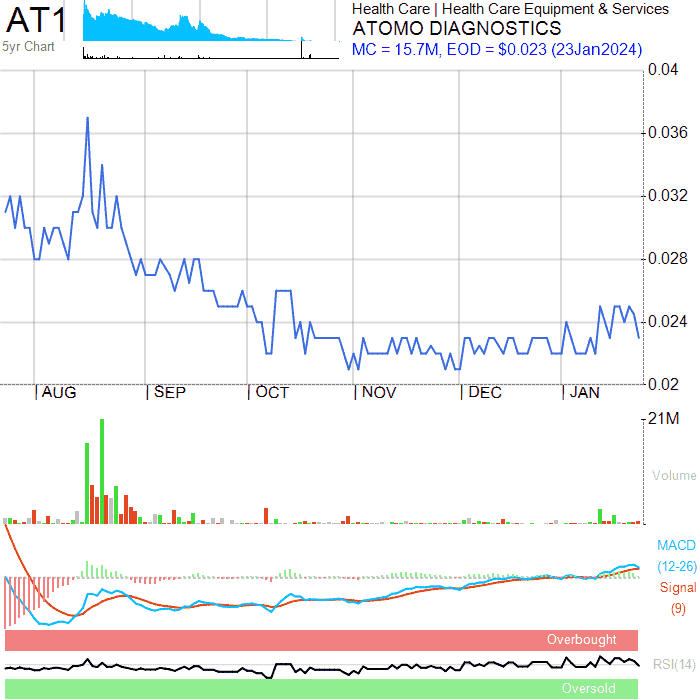 AT1
5yr Chart
Health Care | Health Care Equipment & Services
ATOMO DIAGNOSTICS
MC = 15.7M, EOD = $0.023 (23Jan2024)
0.04
0.036
0.032
0.028
0.024
0.02
AUG SEP OCT NOV DEC JAN
21M
Volume
MACD
(12-26)
Signal
(9)
Overbought
RSI(14)
Oversold